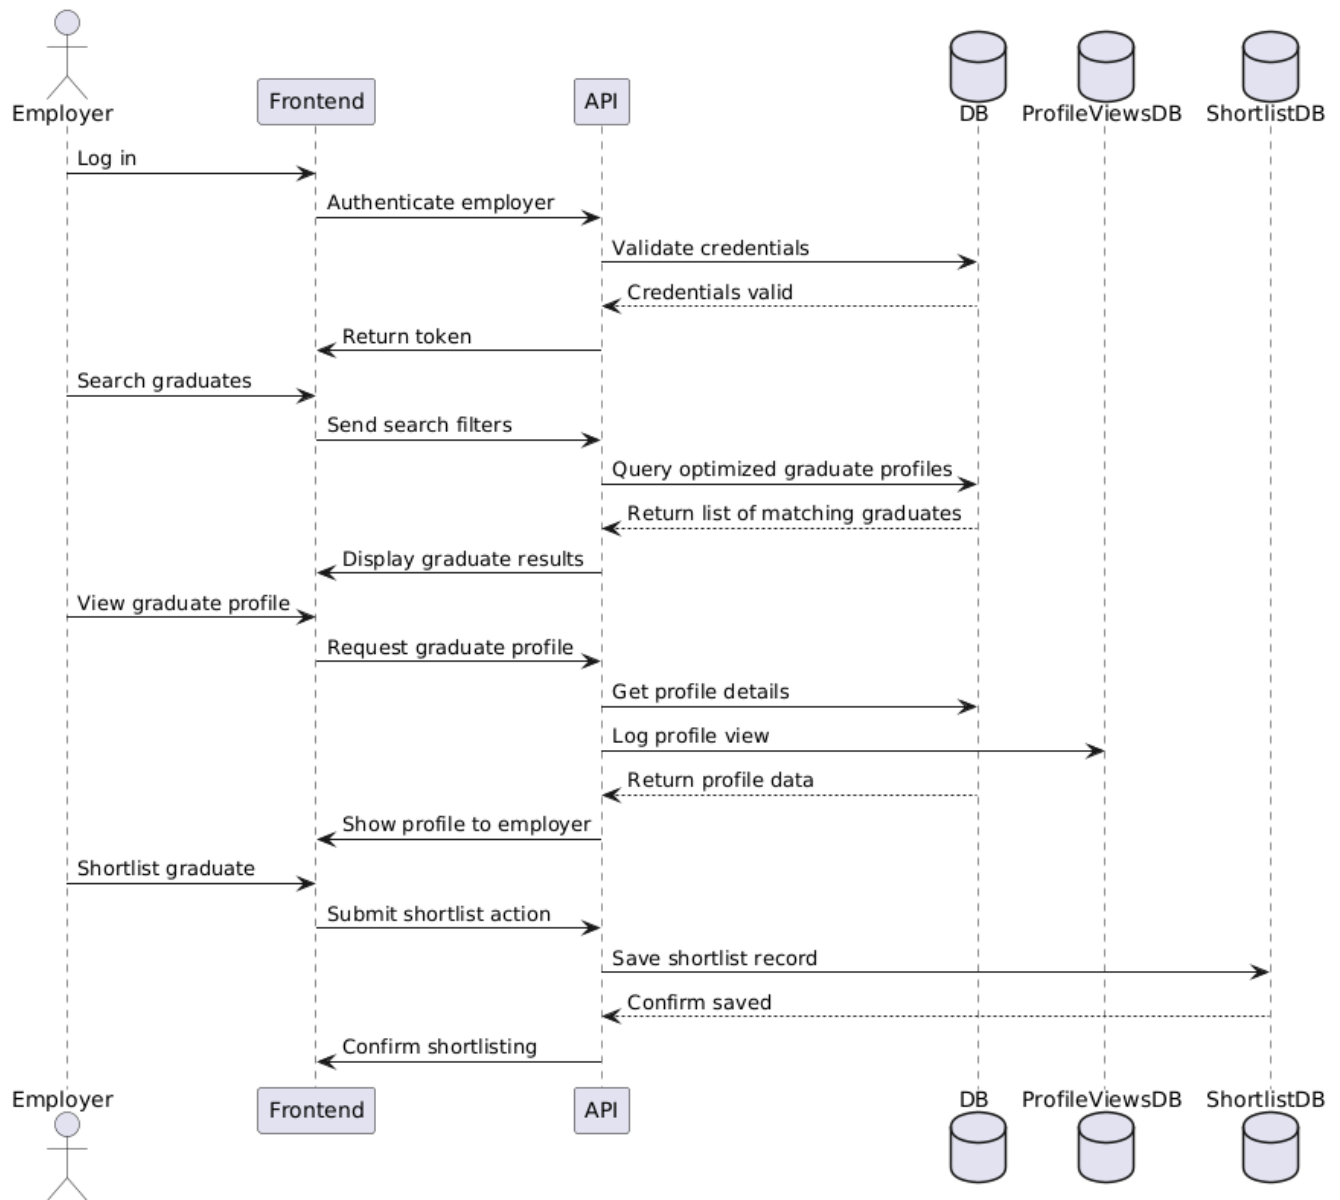 Employer
Frontend
API
DB
ProfileViewsDB
ShortlistDB
Log in
Authenticate employer
Validate credentials
Credentials valid
Return token
Search graduates
Send search filters
Query optimized graduate profiles
Return list of matching graduates
Display graduate results
View graduate profile
Request graduate profile
Get profile details
Log profile view
Return profile data
Show profile to employer
Shortlist graduate
Submit shortlist action
Save shortlist record
Confirm saved
Confirm shortlisting
Employer
Frontend
API
DB
ProfileViewsDB
ShortlistDB